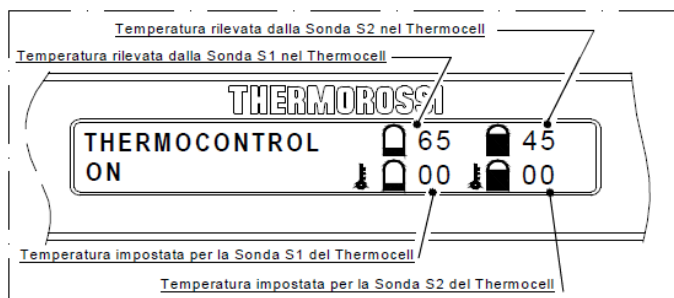 Temperatura rilevata dalla Sonda S2 nel Thermocell
Temperatura rilevata dalla Sonda S1 nel Thermocell
THERMOROSSI
THERMOCONTROL 65 45
ON 00 00
Temperatura impostata per la Sonda S1 del Thermocell
Temperatura impostata per la Sonda S2 del Thermocell